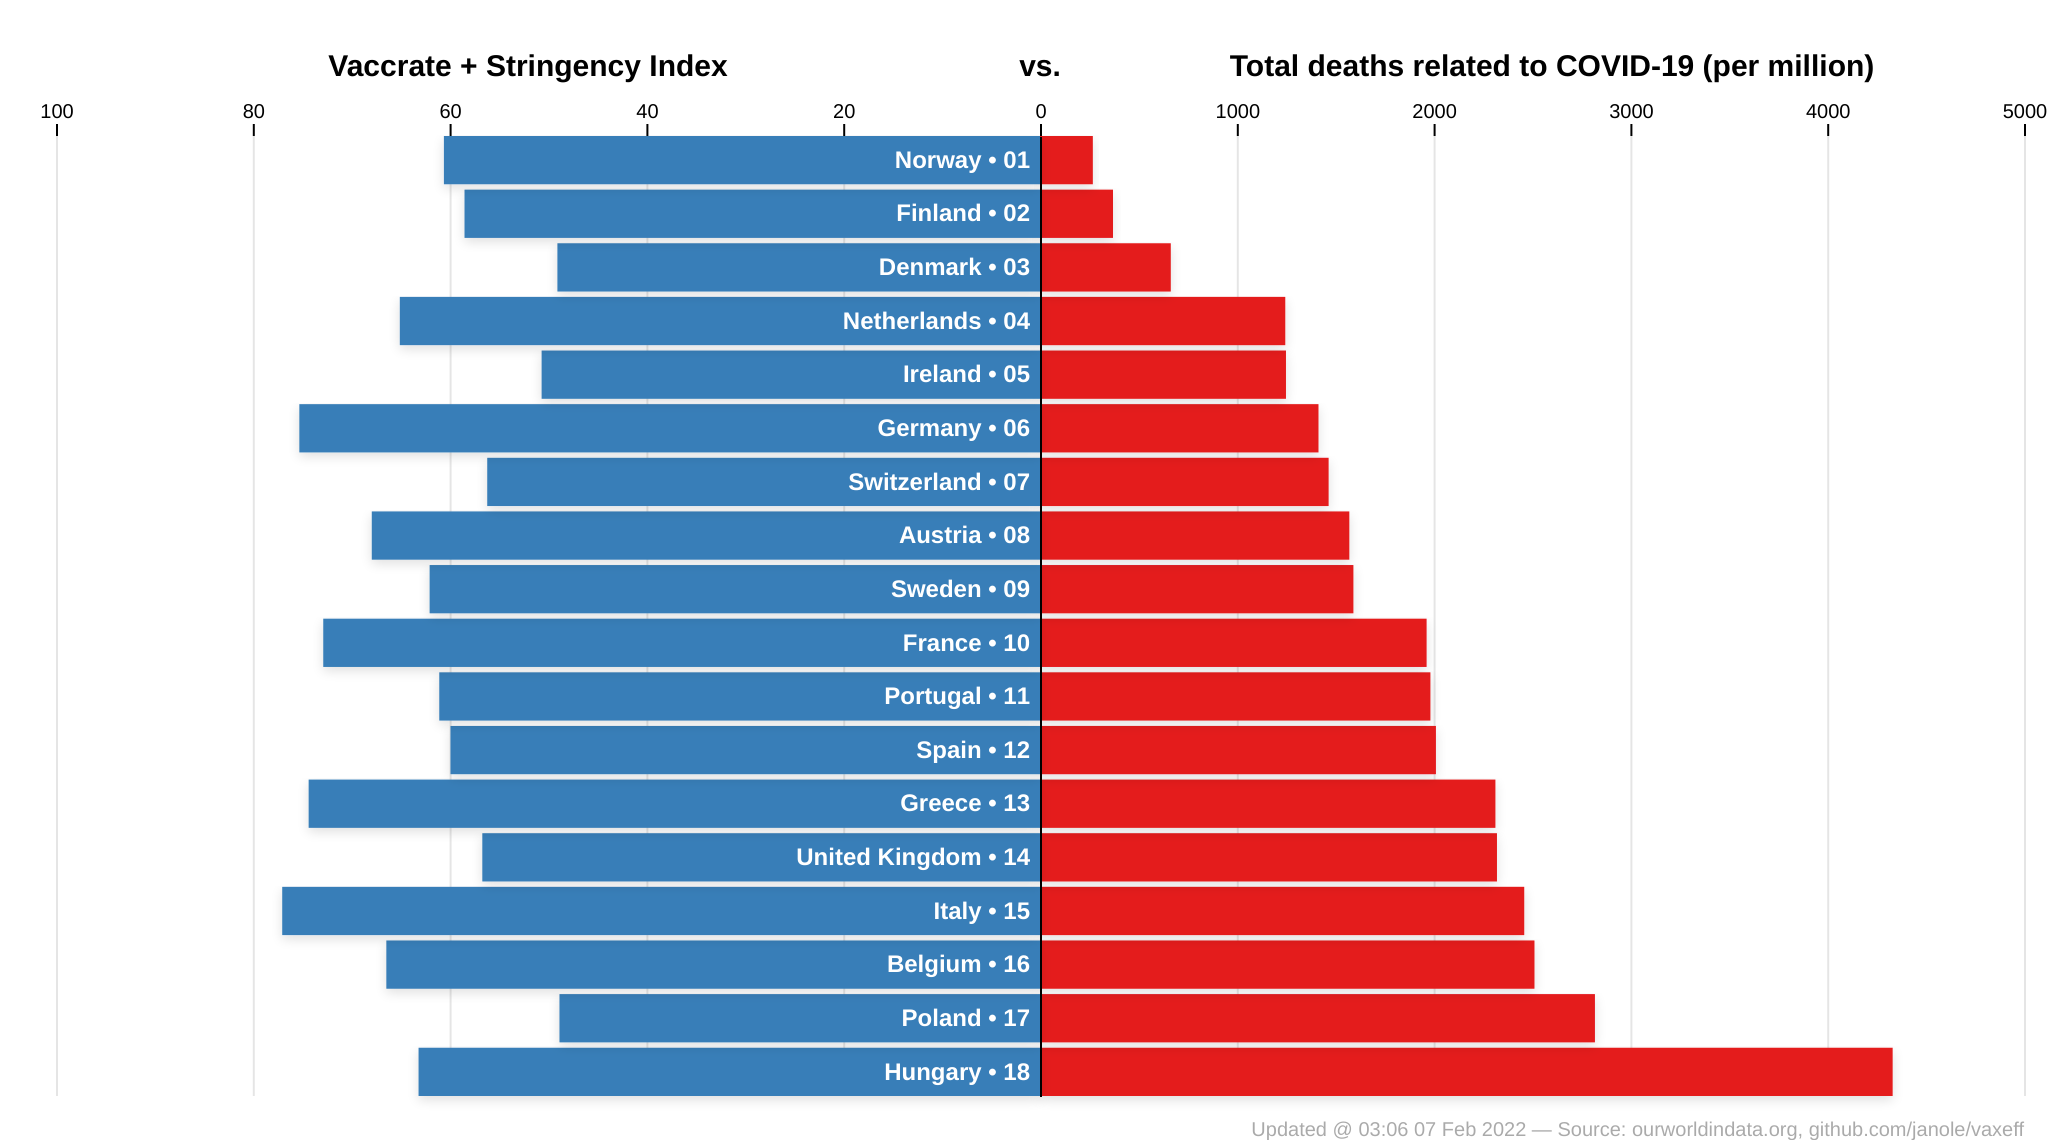 Vaccrate + Stringency Index vs. Total deaths related to COVID-19 (per million)
100 80 60 40 20 0 1000 2000 3000 4000 5000
Norway • 01
Finland • 02
Denmark • 03
Netherlands • 04
Ireland • 05
Germany • 06
Switzerland • 07
Austria • 08
Sweden • 09
France • 10
Portugal • 11
Spain • 12
Greece • 13
United Kingdom • 14
Italy • 15
Belgium • 16
Poland • 17
Hungary • 18
Updated @ 03:06 07 Feb 2022 — Source: ourworldindata.org, github.com/janole/vaxeff